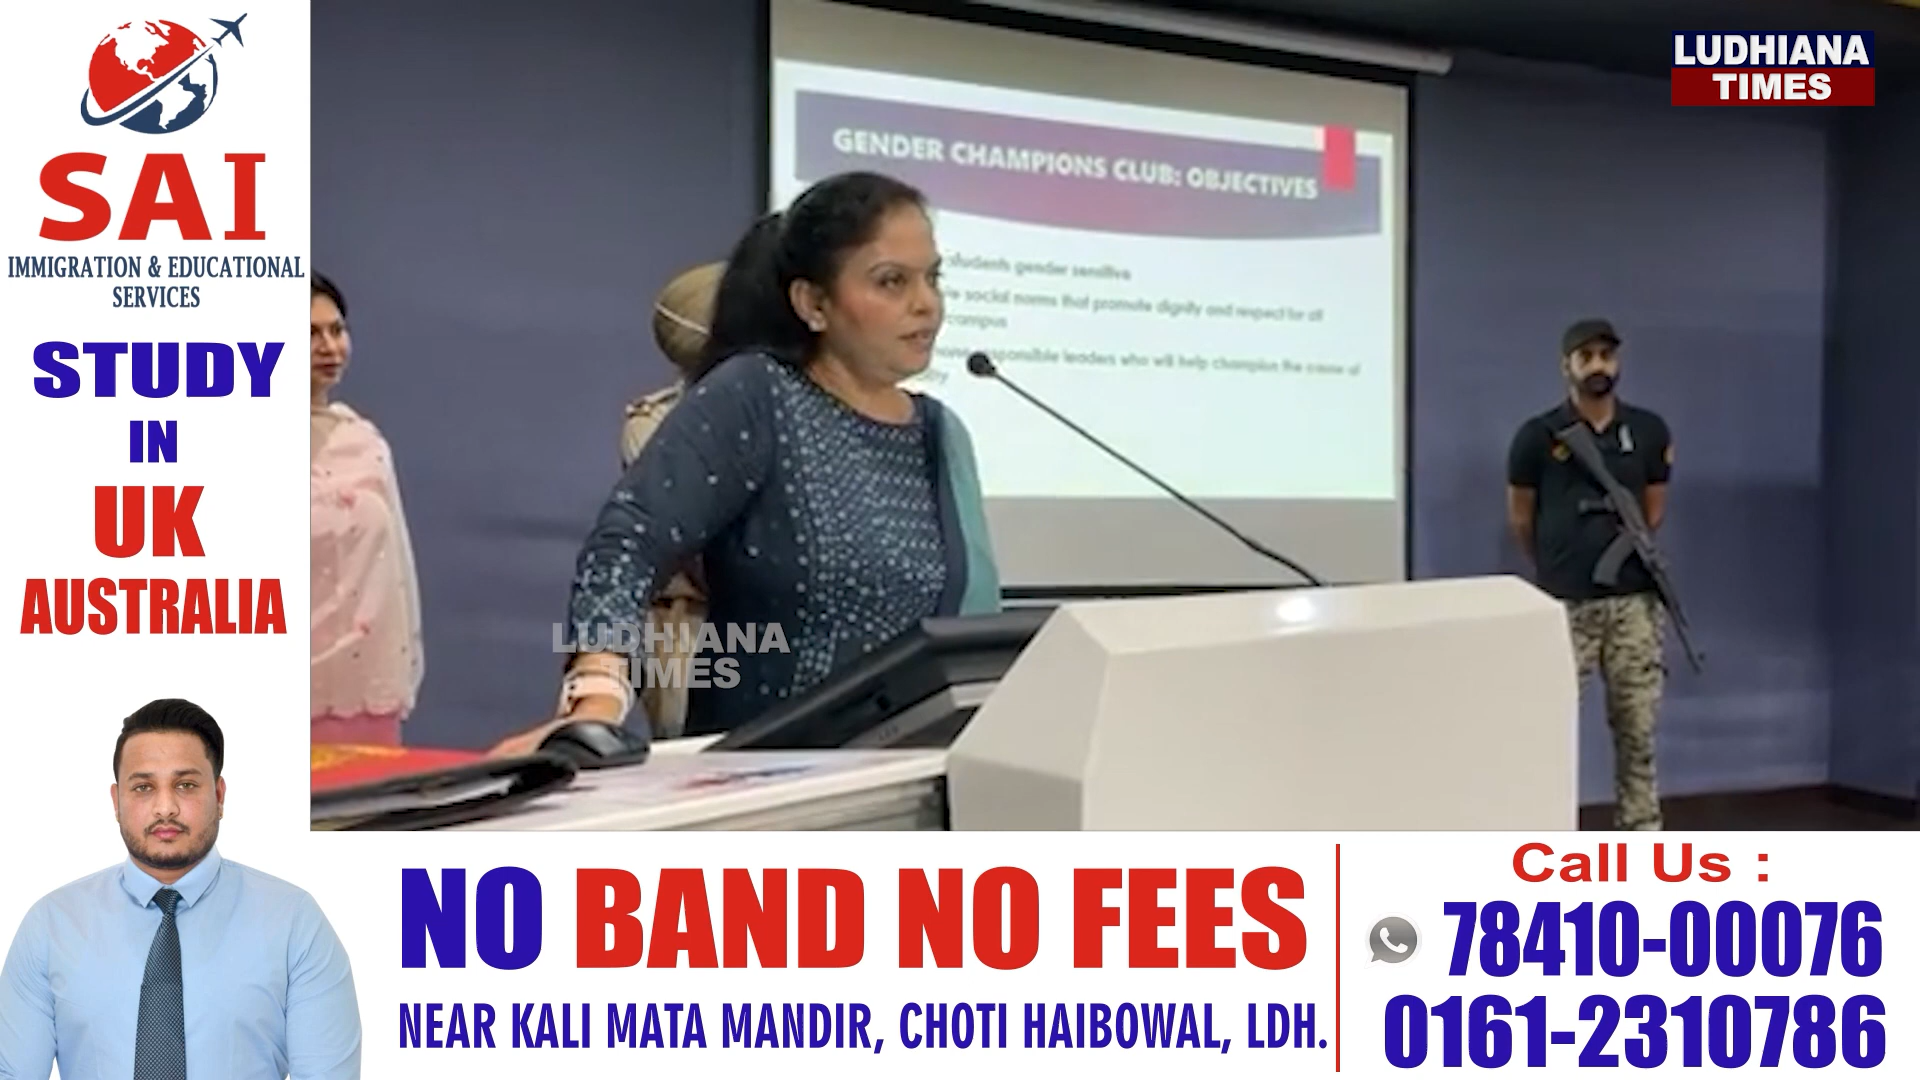 SAI
IMMIGRATION & EDUCATIONAL
SERVICES
STUDY
IN
UK
AUSTRALIA
LUDHIANA
TIMES
GENDER CHAMPIONS CLUB: OBJECTIVES
students gender sensitive
social norms that promote dignity and respect for all
campus
responsible leaders who will help champion the cause of
LUDHIANA
TIMES
NO BAND NO FEES
NEAR KALI MATA MANDIR, CHOTI HAIBOWAL, LDH.
Call Us :
78410-00076
0161-2310786